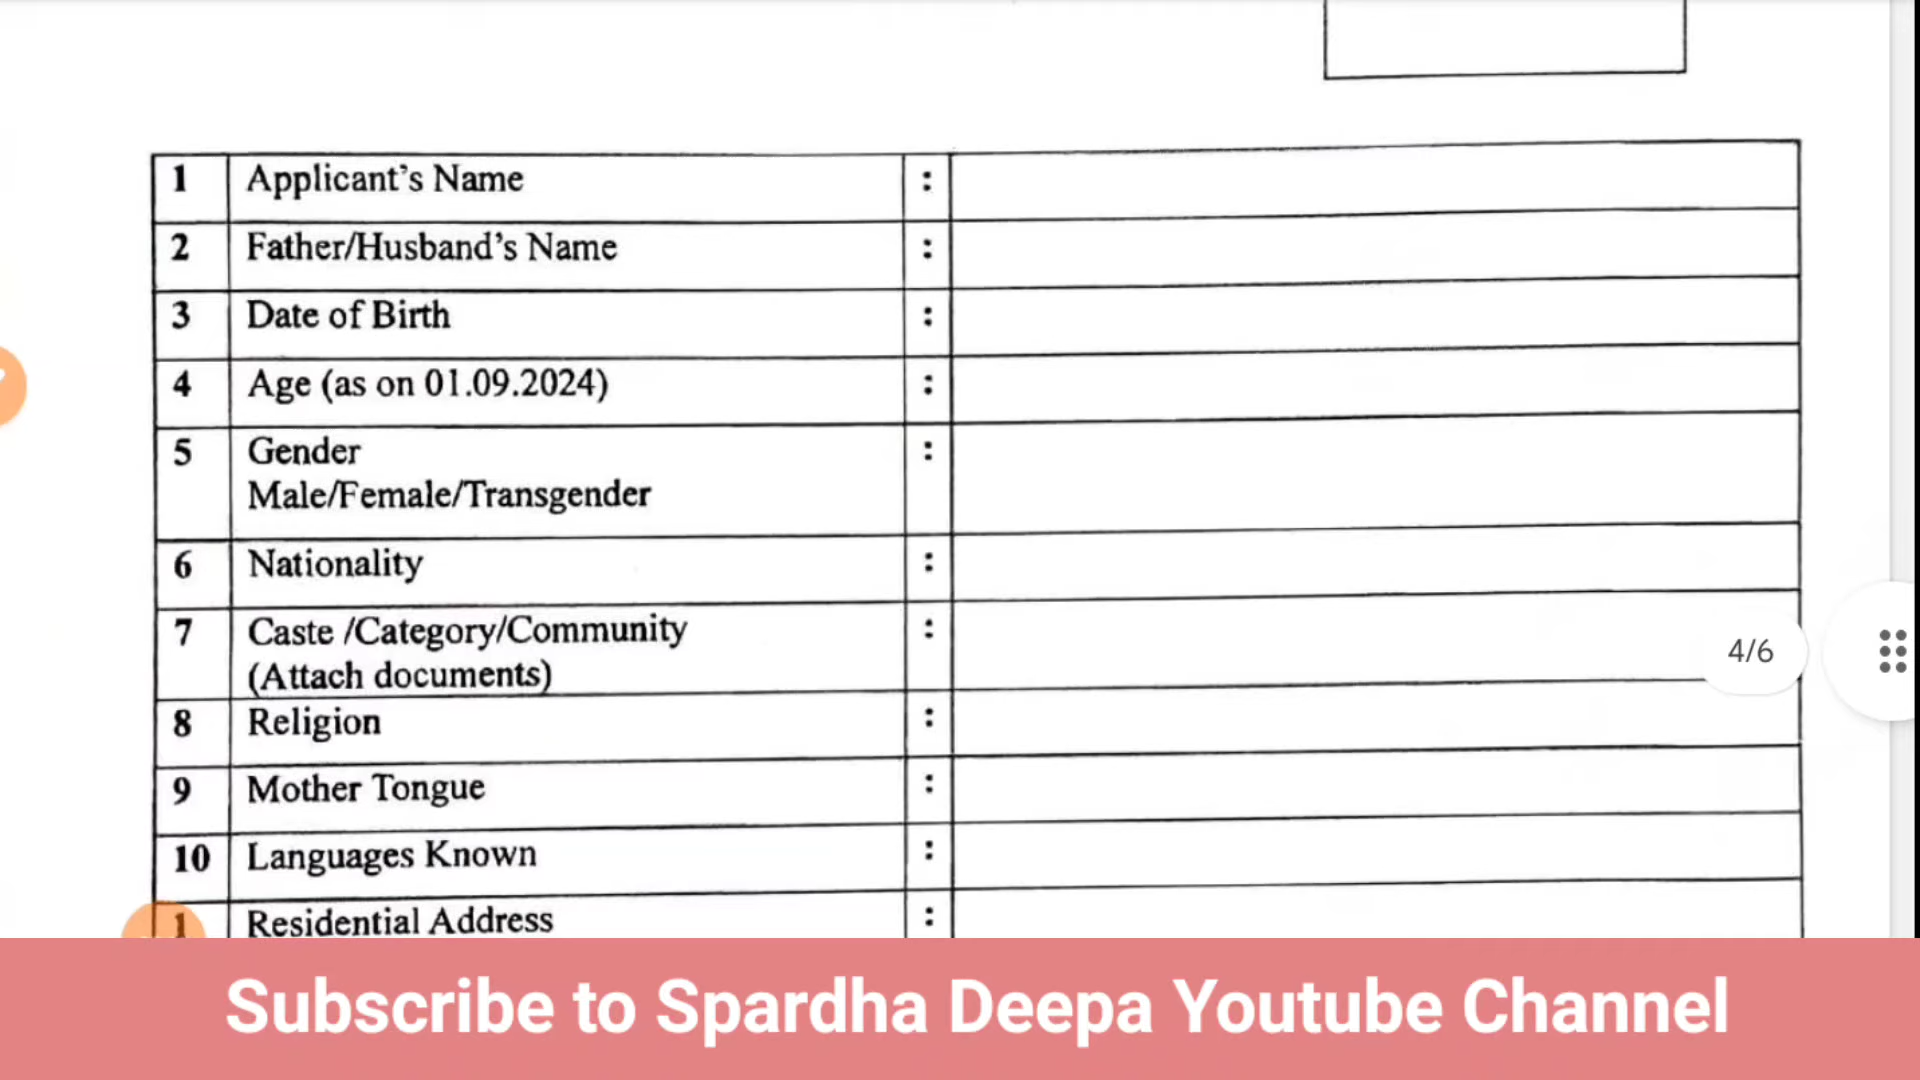 1 Applicant’s Name :
2 Father/Husband’s Name :
3 Date of Birth :
4 Age (as on 01.09.2024) :
5 Gender :
Male/Female/Transgender
6 Nationality :
7 Caste /Category/Community :
(Attach documents)
4/6
8 Religion :
9 Mother Tongue :
10 Languages Known :
1 Residential Address :
Subscribe to Spardha Deepa Youtube Channel